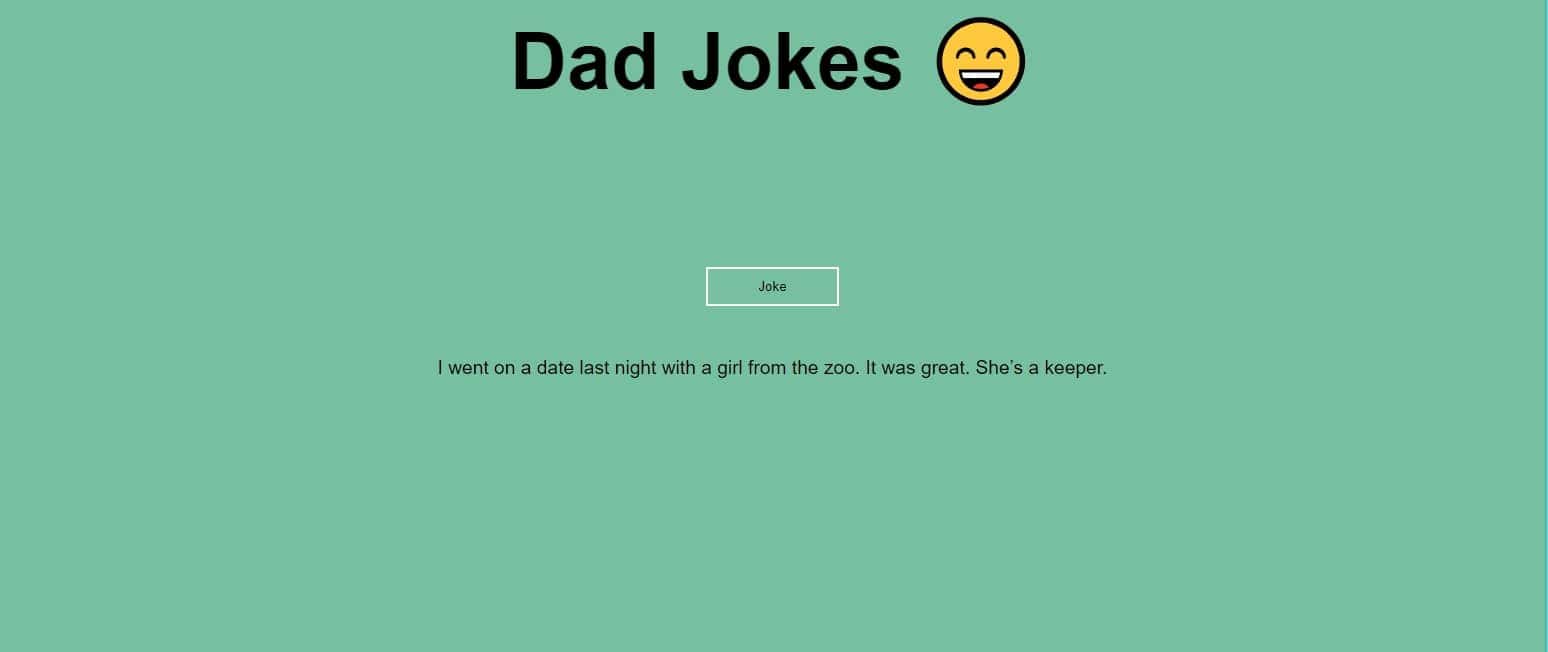 Dad Jokes 😄
Joke
I went on a date last night with a girl from the zoo. It was great. She’s a keeper.